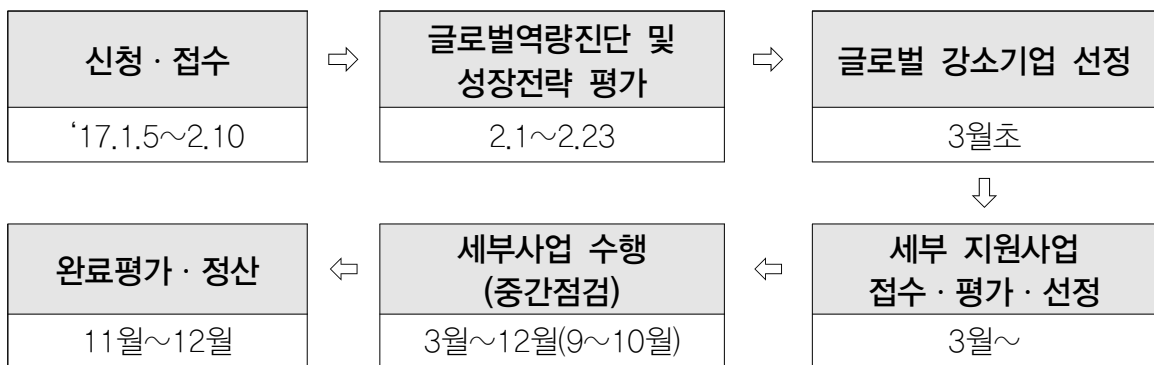 신청·접수
⇨
글로벌역량진단 및
성장전략 평가
⇨
글로벌 강소기업 선정
‘17.1.5～2.10
2.1～2.23
3월초
⇩
세부 지원사업
접수·평가·선정
3월～
⇦
세부사업 수행
(중간점검)
3월～12월(9～10월)
⇦
완료평가·정산
11월～12월